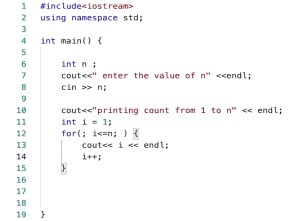 1 #include<iostream>
2 using namespace std;
3
4 int main() {
5
6 int n ;
7 cout<<" enter the value of n" <<endl;
8 cin >> n;
9
10 cout<<"printing count from 1 to n" << endl;
11 int i = 1;
12 for(; i<=n; ) {
13 cout<< i << endl;
14 i++;
15 }
16
17
18
19 }